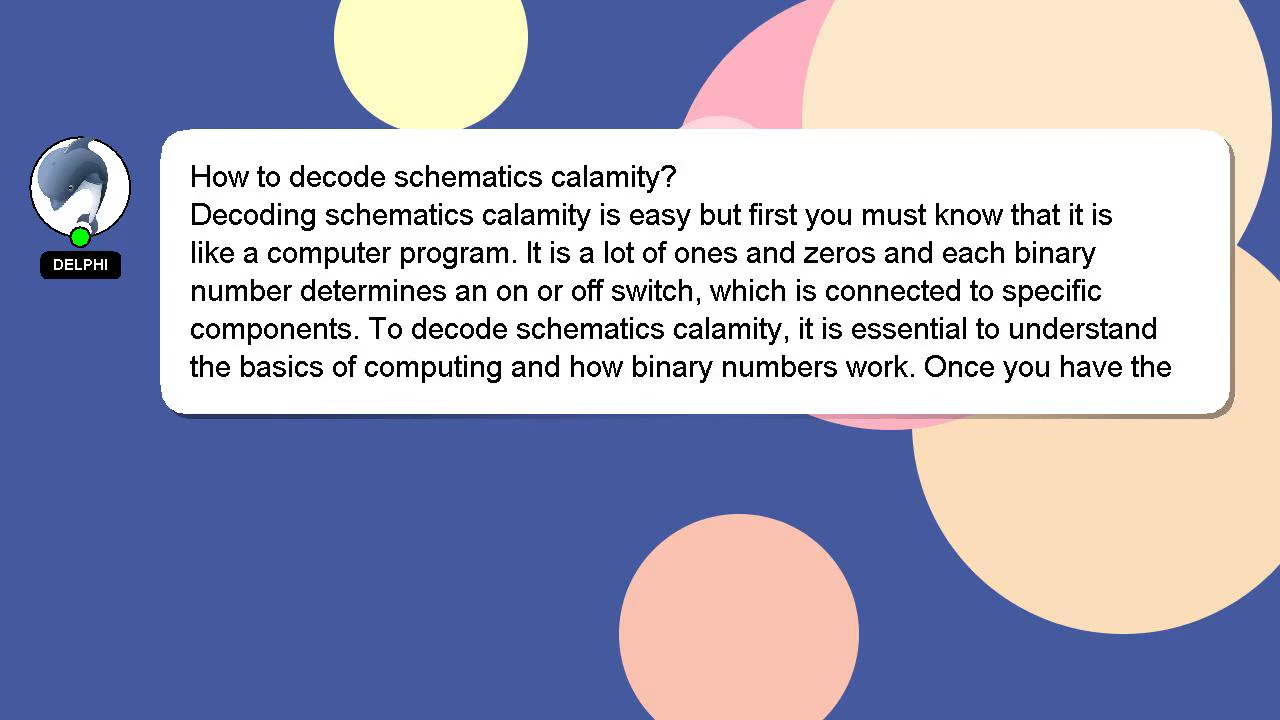 How to decode schematics calamity?
Decoding schematics calamity is easy but first you must know that it is
like a computer program. It is a lot of ones and zeros and each binary
number determines an on or off switch, which is connected to specific
components. To decode schematics calamity, it is essential to understand
the basics of computing and how binary numbers work. Once you have the
DELPHI